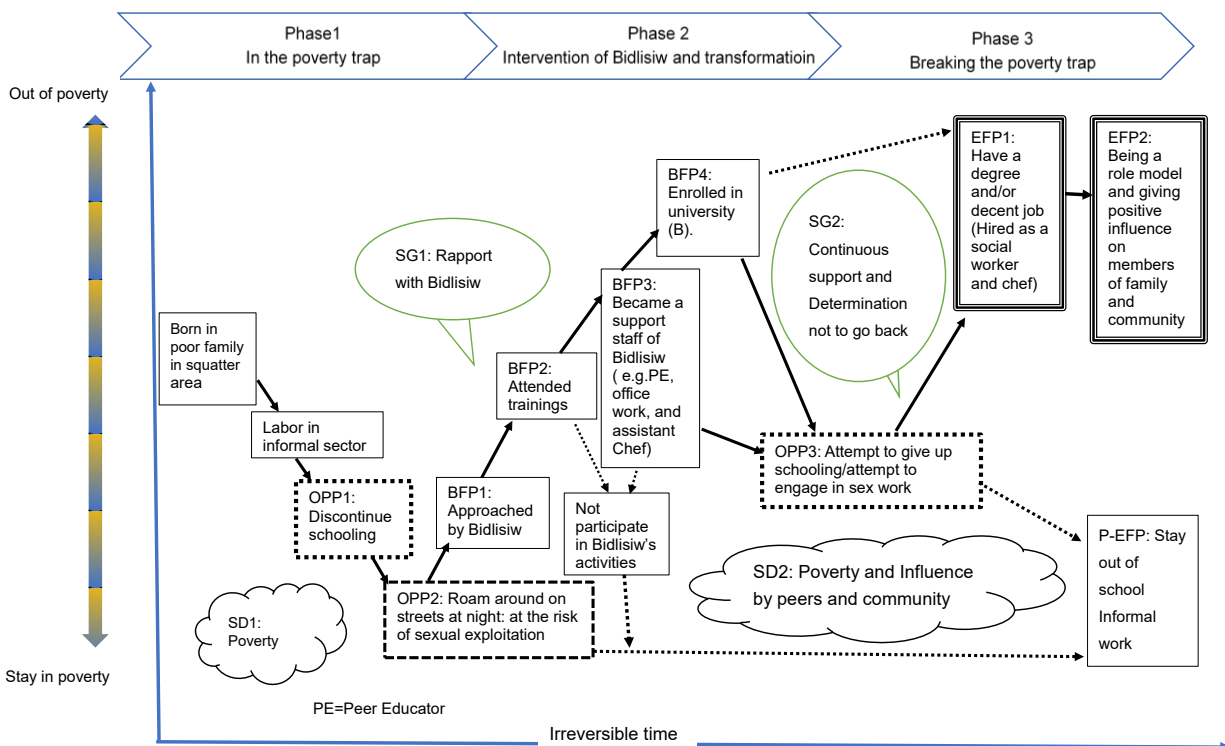 Phase1
In the poverty trap
Phase 2
Intervention of Bidlisiw and transformatioin
Phase 3
Breaking the poverty trap
Out of poverty
Stay in poverty
Born in
poor family
in squatter
area
Labor in
informal sector
OPP1:
Discontinue
schooling
SD1:
Poverty
OPP2: Roam around on
streets at night: at the risk
of sexual exploitation
BFP1:
Approached
by Bidlisiw
SG1: Rapport
with Bidlisiw
BFP2:
Attended
trainings
BFP3:
Became a
support
staff of
Bidlisiw
( e.g.PE,
office
work, and
assistant
Chef)
BFP4:
Enrolled in
university
(B).
Not
participate
in Bidlisiw's
activities
SG2:
Continuous
support and
Determination
not to go back
OPP3: Attempt to give up
schooling/attempt to
engage in sex work
SD2: Poverty and Influence
by peers and community
EFP1:
Have a
degree
and/or
decent job
(Hired as a
social
worker
and chef)
EFP2:
Being a
role model
and giving
positive
influence
on
members
of family
and
community
P-EFP: Stay
out of
school
Informal
work
PE=Peer Educator
Irreversible time